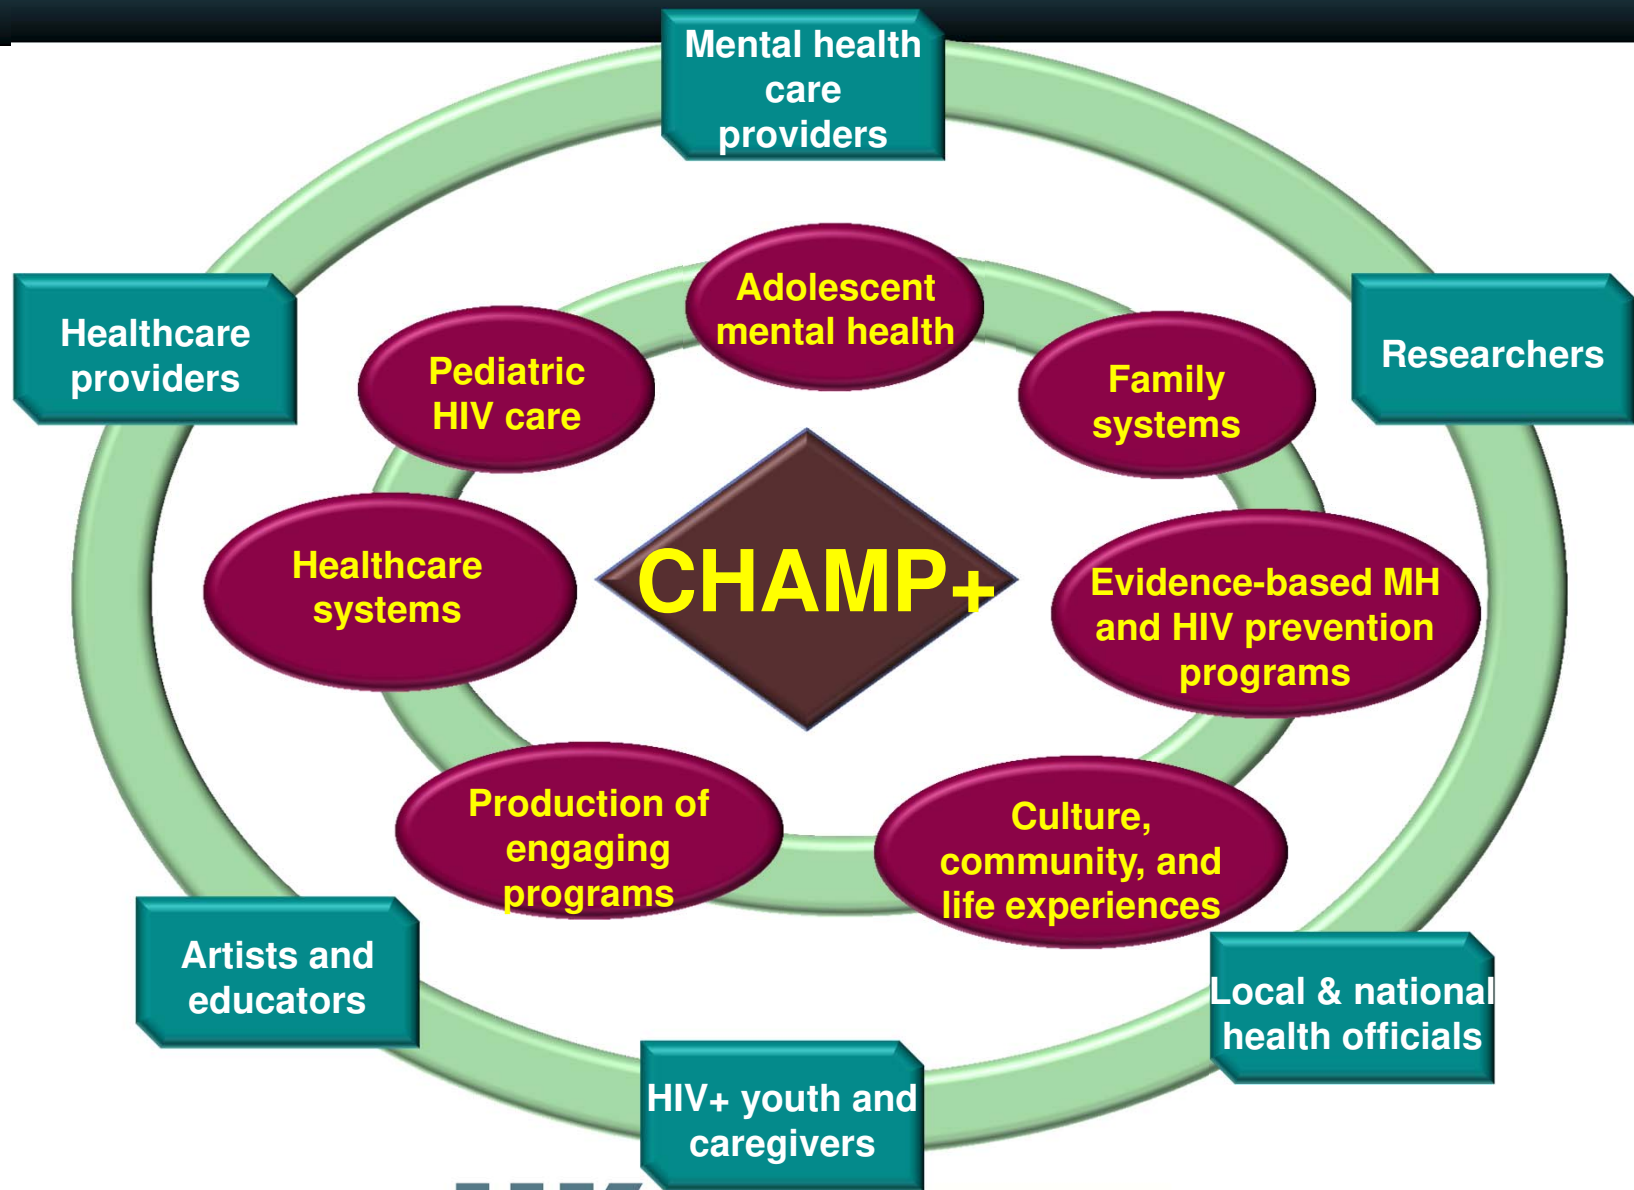 Mental health
care
providers
Healthcare
providers
Researchers
Adolescent
mental health
Pediatric
HIV care
Family
systems
Healthcare
systems
CHAMP+
Evidence-based MH
and HIV prevention
programs
Production of
engaging
programs
Culture,
community, and
life experiences
Artists and
educators
Local & national
health officials
HIV+ youth and
caregivers